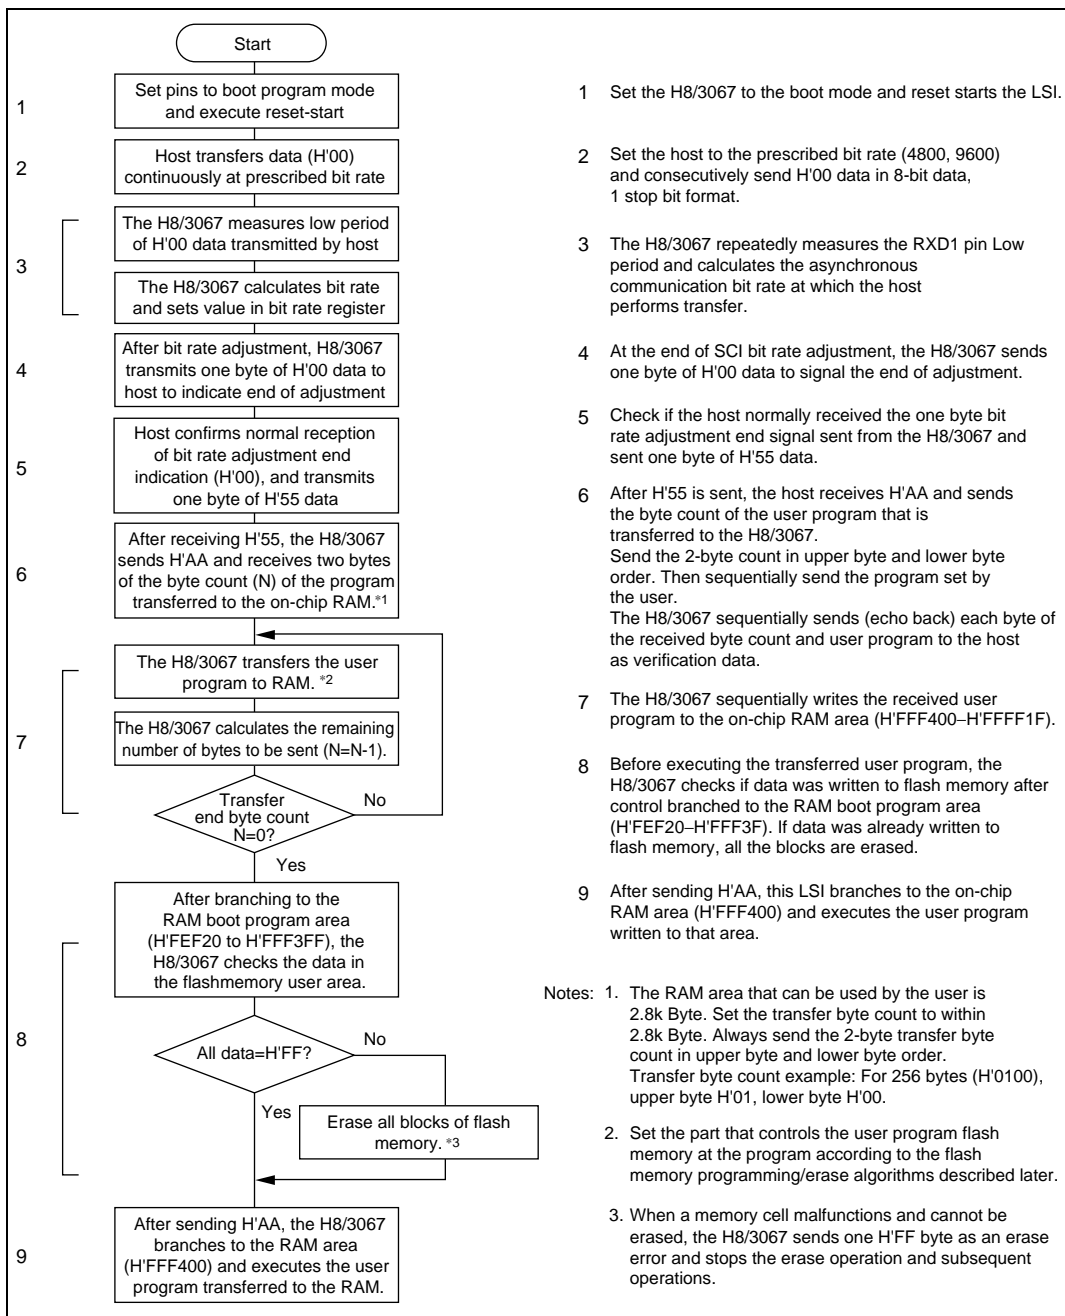 Start
1
Set pins to boot program mode
and execute reset-start
2
Host transfers data (H'00)
continuously at prescribed bit rate
3
The H8/3067 measures low period
of H'00 data transmitted by host
The H8/3067 calculates bit rate
and sets value in bit rate register
4
After bit rate adjustment, H8/3067
transmits one byte of H'00 data to
host to indicate end of adjustment
5
Host confirms normal reception
of bit rate adjustment end
indication (H'00), and transmits
one byte of H'55 data
6
After receiving H'55, the H8/3067
sends H'AA and receives two bytes
of the byte count (N) of the program
transferred to the on-chip RAM.*1
7
The H8/3067 transfers the user
program to RAM. *2
The H8/3067 calculates the remaining
number of bytes to be sent (N=N-1).
Transfer
end byte count
N=0?
No
Yes
8
After branching to the
RAM boot program area
(H'FEF20 to H'FFF3FF), the
H8/3067 checks the data in
the flashmemory user area.
All data=H'FF?
No
Yes
Erase all blocks of flash
memory. *3
9
After sending H'AA, the H8/3067
branches to the RAM area
(H'FFF400) and executes the user
program transferred to the RAM.
1 Set the H8/3067 to the boot mode and reset starts the LSI.
2 Set the host to the prescribed bit rate (4800, 9600)
and consecutively send H'00 data in 8-bit data,
1 stop bit format.
3 The H8/3067 repeatedly measures the RXD1 pin Low
period and calculates the asynchronous
communication bit rate at which the host
performs transfer.
4 At the end of SCI bit rate adjustment, the H8/3067 sends
one byte of H'00 data to signal the end of adjustment.
5 Check if the host normally received the one byte bit
rate adjustment end signal sent from the H8/3067 and
sent one byte of H'55 data.
6 After H'55 is sent, the host receives H'AA and sends
the byte count of the user program that is
transferred to the H8/3067.
Send the 2-byte count in upper byte and lower byte
order. Then sequentially send the program set by
the user.
The H8/3067 sequentially sends (echo back) each byte of
the received byte count and user program to the host
as verification data.
7 The H8/3067 sequentially writes the received user
program to the on-chip RAM area (H'FFF400–H'FFFF1F).
8 Before executing the transferred user program, the
H8/3067 checks if data was written to flash memory after
control branched to the RAM boot program area
(H'FEF20–H'FFF3F). If data was already written to
flash memory, all the blocks are erased.
9 After sending H'AA, this LSI branches to the on-chip
RAM area (H'FFF400) and executes the user program
written to that area.
Notes: 1. The RAM area that can be used by the user is
2.8k Byte. Set the transfer byte count to within
2.8k Byte. Always send the 2-byte transfer byte
count in upper byte and lower byte order.
Transfer byte count example: For 256 bytes (H'0100),
upper byte H'01, lower byte H'00.
2. Set the part that controls the user program flash
memory at the program according to the flash
memory programming/erase algorithms described later.
3. When a memory cell malfunctions and cannot be
erased, the H8/3067 sends one H'FF byte as an erase
error and stops the erase operation and subsequent
operations.